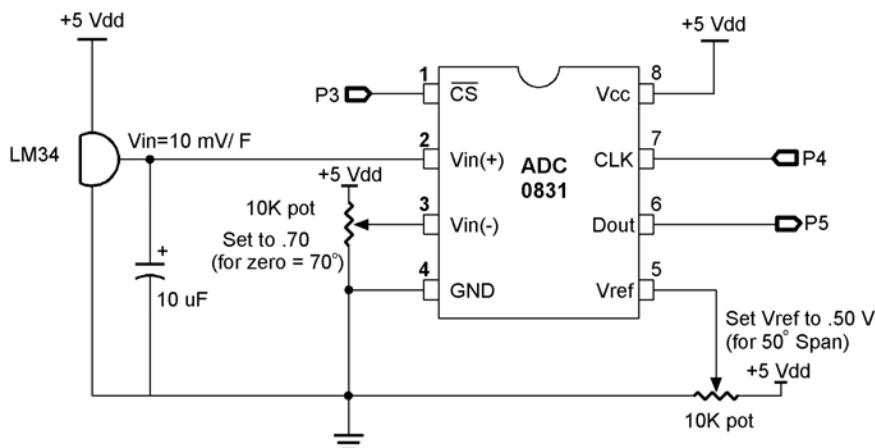 +5 Vdd
LM34
Vin=10 mV/ F
+
10 uF
P3
+5 Vdd
10K pot
Set to .70
(for zero = 70°)
1
CS
2
Vin(+)
3
Vin(-)
4
GND
ADC
0831
8
Vcc
7
CLK
6
Dout
5
Vref
+5 Vdd
P4
P5
Set Vref to .50 V
(for 50° Span)
+5 Vdd
10K pot